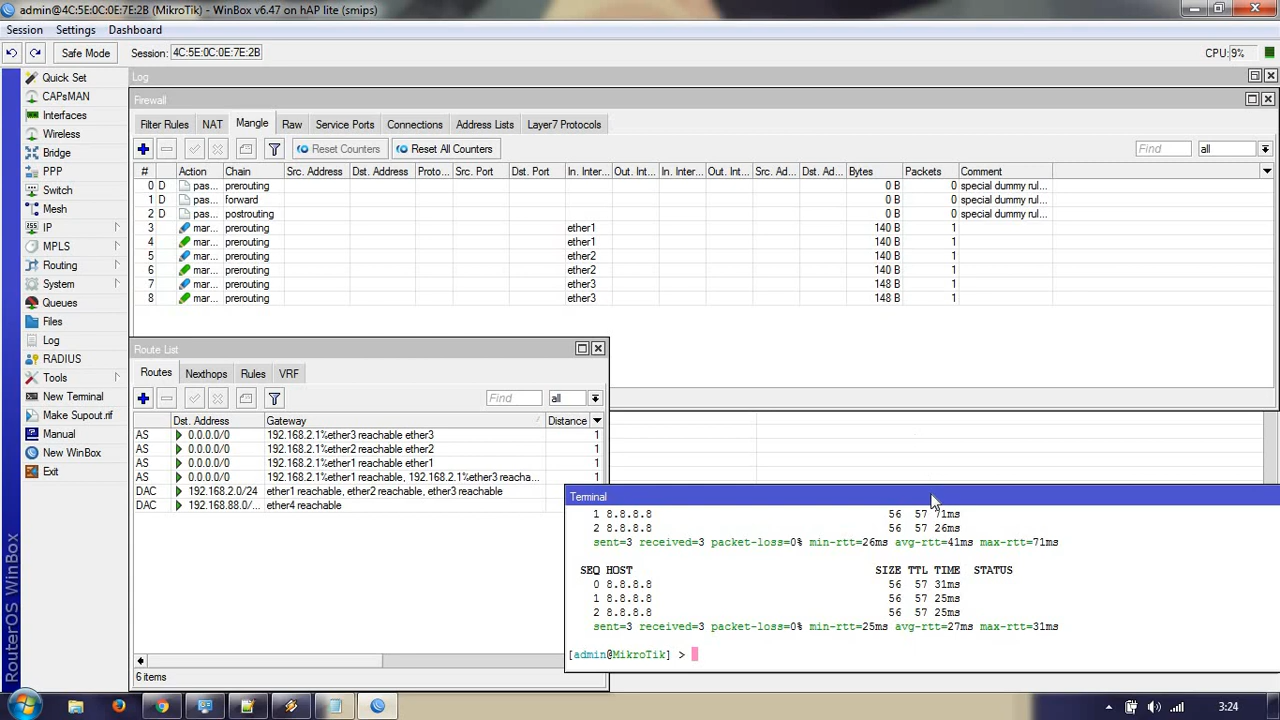 admin@4C:5E:0C:0E:7E:2B (MikroTik) - WinBox v6.47 on hAP lite (smips)
Session Settings Dashboard
Safe Mode Session: 4C:5E:0C:0E:7E:2B CPU: 9%
Quick Set
CAPsMAN
Interfaces
Wireless
Bridge
PPP
Switch
Mesh
IP
MPLS
Routing
System
Queues
Files
Log
RADIUS
Tools
New Terminal
Make Supout.rif
Manual
New WinBox
Exit
RouterOS WinBox
Log
Firewall
Filter Rules NAT Mangle Raw Service Ports Connections Address Lists Layer7 Protocols
Reset Counters Reset All Counters Find all
# Action Chain Src. Address Dst. Address Proto... Src. Port Dst. Port In. Inter... Out. Int... In. Inter... Out. Int... Src. Ad... Dst. Ad... Bytes Packets Comment
0 D pas... prerouting 0 B 0 special dummy rul...
1 D pas... forward 0 B 0 special dummy rul...
2 D pas... postrouting 0 B 0 special dummy rul...
3 mar... prerouting ether1 140 B 1
4 mar... prerouting ether1 140 B 1
5 mar... prerouting ether2 140 B 1
6 mar... prerouting ether2 140 B 1
7 mar... prerouting ether3 148 B 1
8 mar... prerouting ether3 148 B 1
Route List
Routes Nexthops Rules VRF
Find all
Dst. Address Gateway Distance
AS 0.0.0.0/0 192.168.2.1%ether3 reachable ether3 1
AS 0.0.0.0/0 192.168.2.1%ether2 reachable ether2 1
AS 0.0.0.0/0 192.168.2.1%ether1 reachable ether1 1
AS 0.0.0.0/0 192.168.2.1%ether1 reachable, 192.168.2.1%ether3 reacha... 1
DAC 192.168.2.0/24 ether1 reachable, ether2 reachable, ether3 reachable
DAC 192.168.88.0/... ether4 reachable
6 items
Terminal
1 8.8.8.8 56 57 71ms
2 8.8.8.8 56 57 26ms
sent=3 received=3 packet-loss=0% min-rtt=26ms avg-rtt=41ms max-rtt=71ms
SEQ HOST SIZE TTL TIME STATUS
0 8.8.8.8 56 57 31ms
1 8.8.8.8 56 57 25ms
2 8.8.8.8 56 57 25ms
sent=3 received=3 packet-loss=0% min-rtt=25ms avg-rtt=27ms max-rtt=31ms
[admin@MikroTik] >
3:24